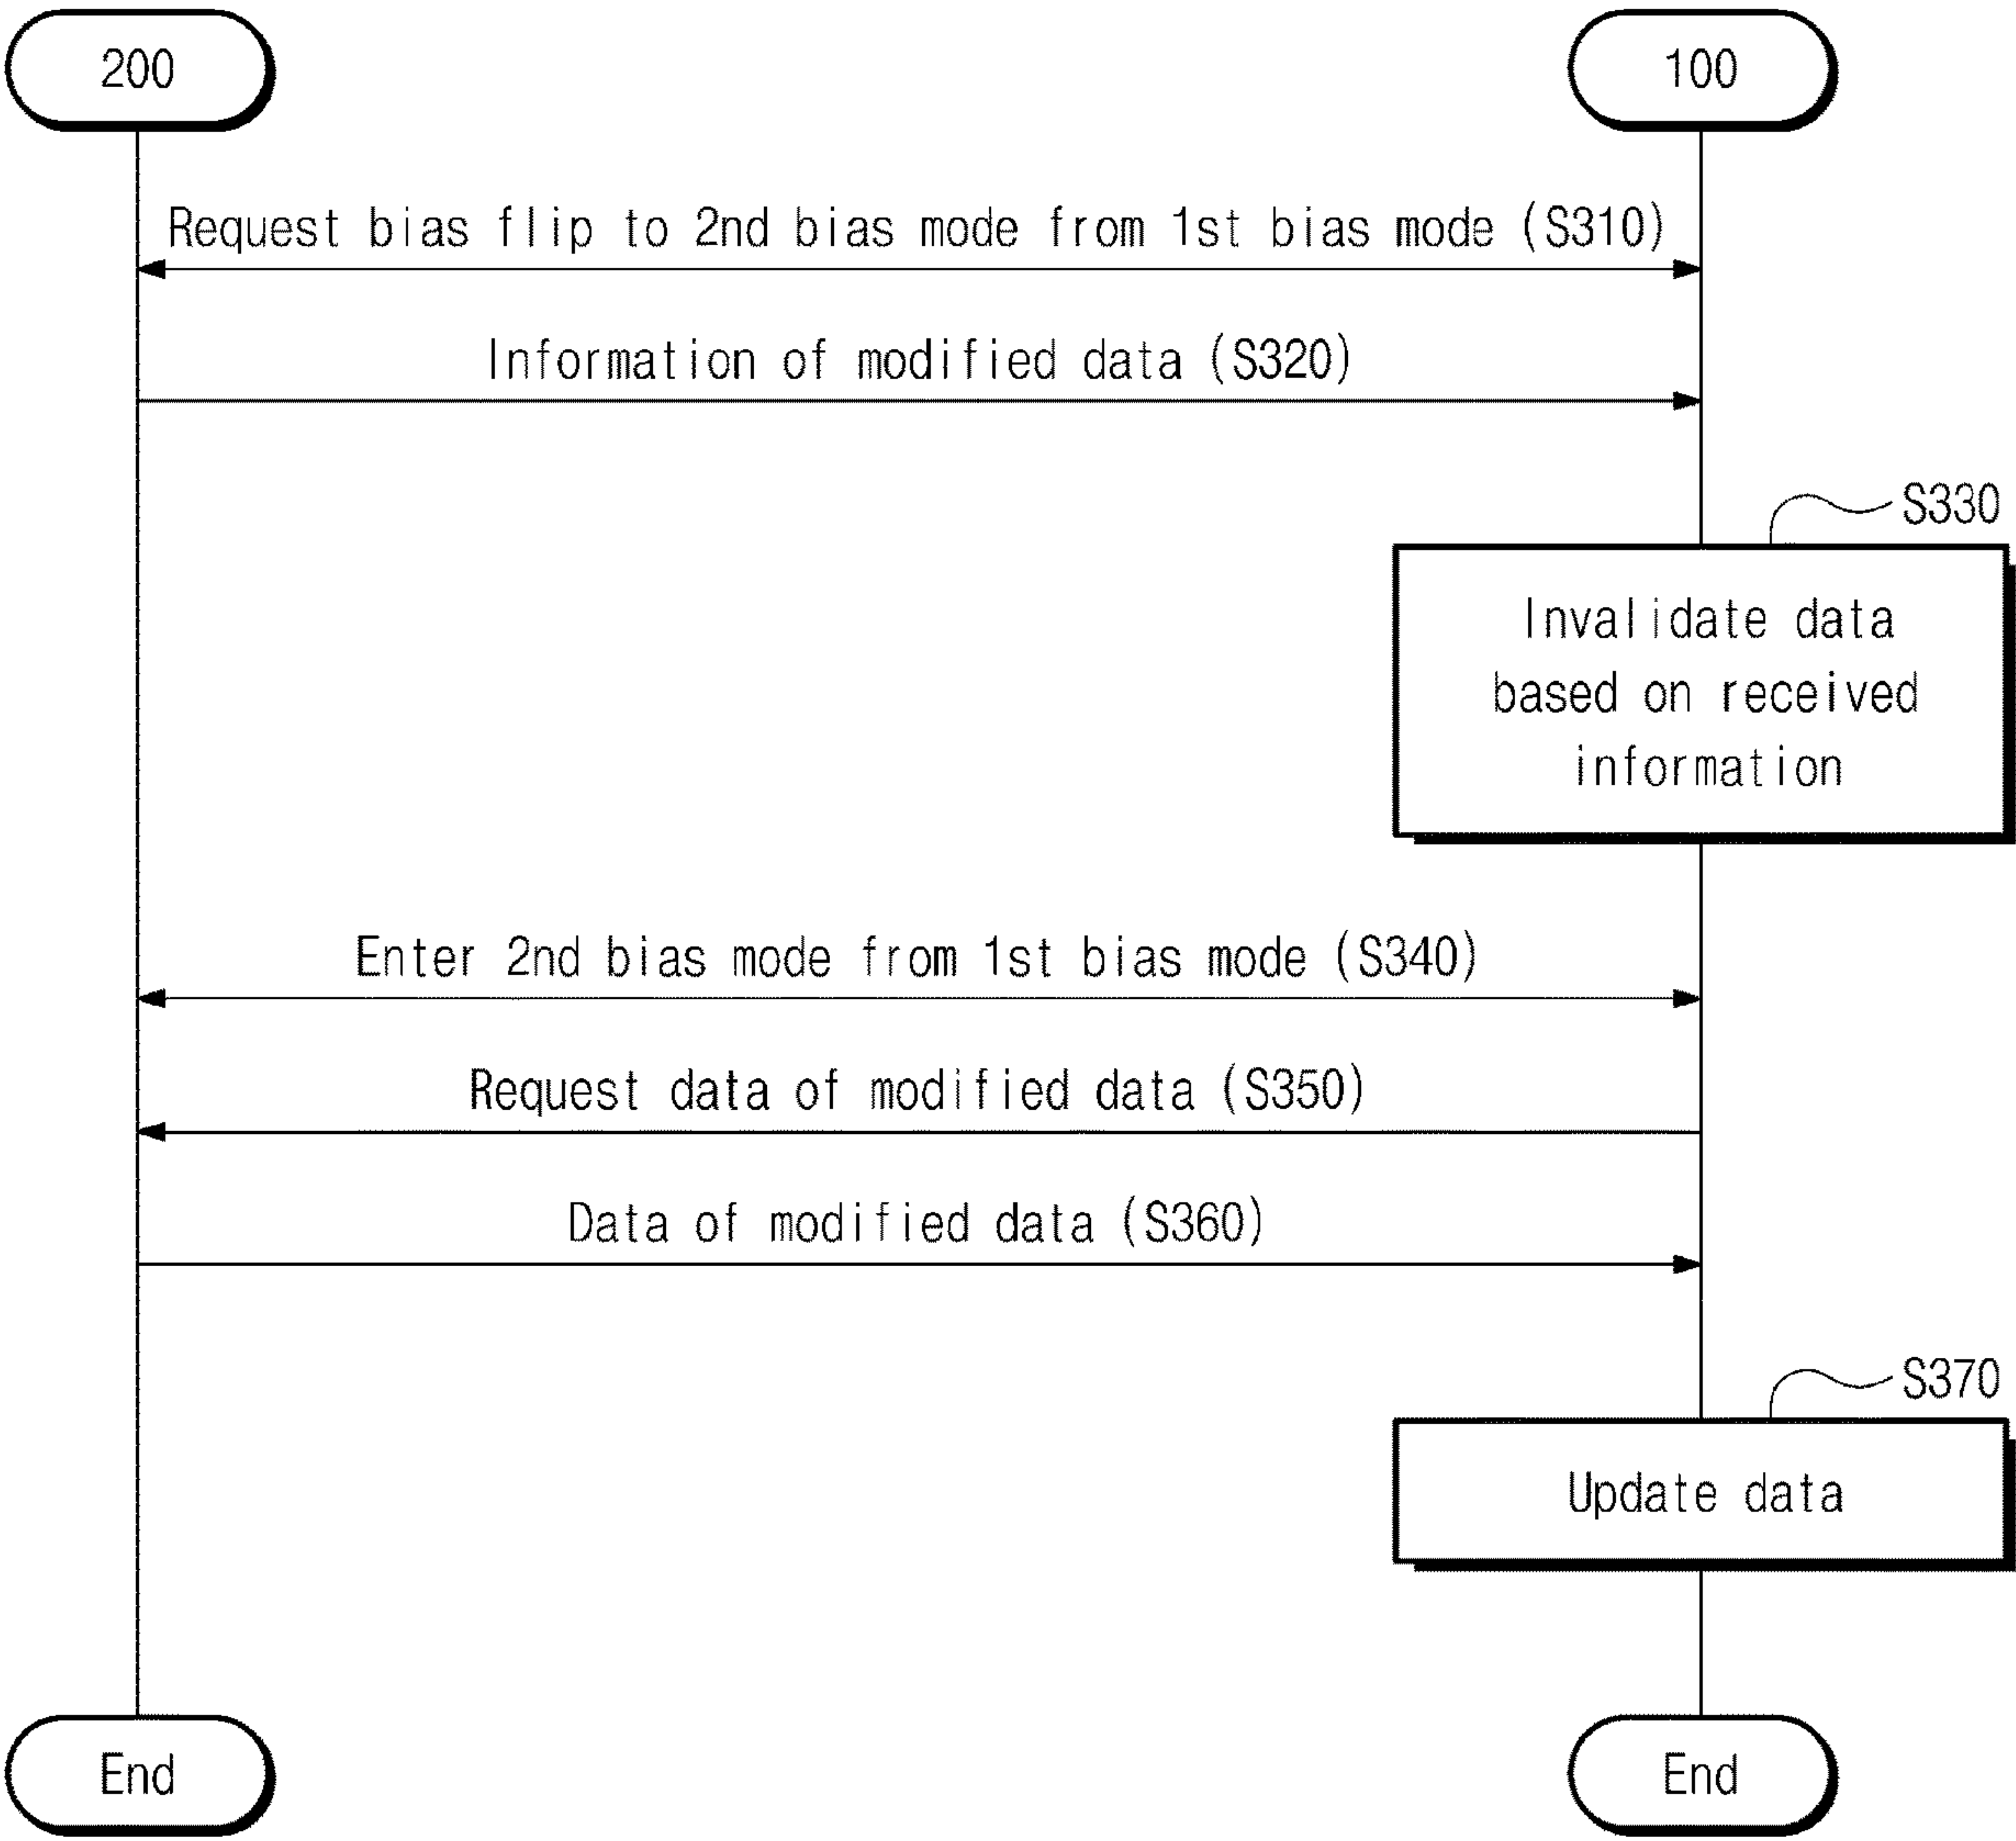 200
100
Request bias flip to 2nd bias mode from 1st bias mode (S310)
Information of modified data (S320)
S330
Invalidate data
based on received
information
Enter 2nd bias mode from 1st bias mode (S340)
Request data of modified data (S350)
Data of modified data (S360)
S370
Update data
End
End